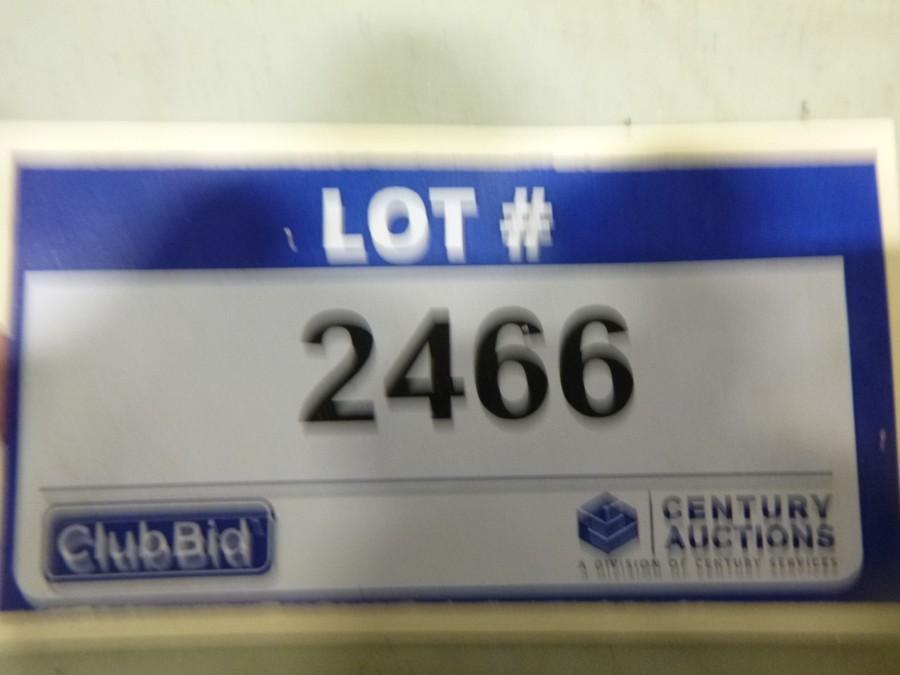 LOT #
2466
ClubBid
CENTURY
AUCTIONS
A DIVISION OF CENTURY SERVICES